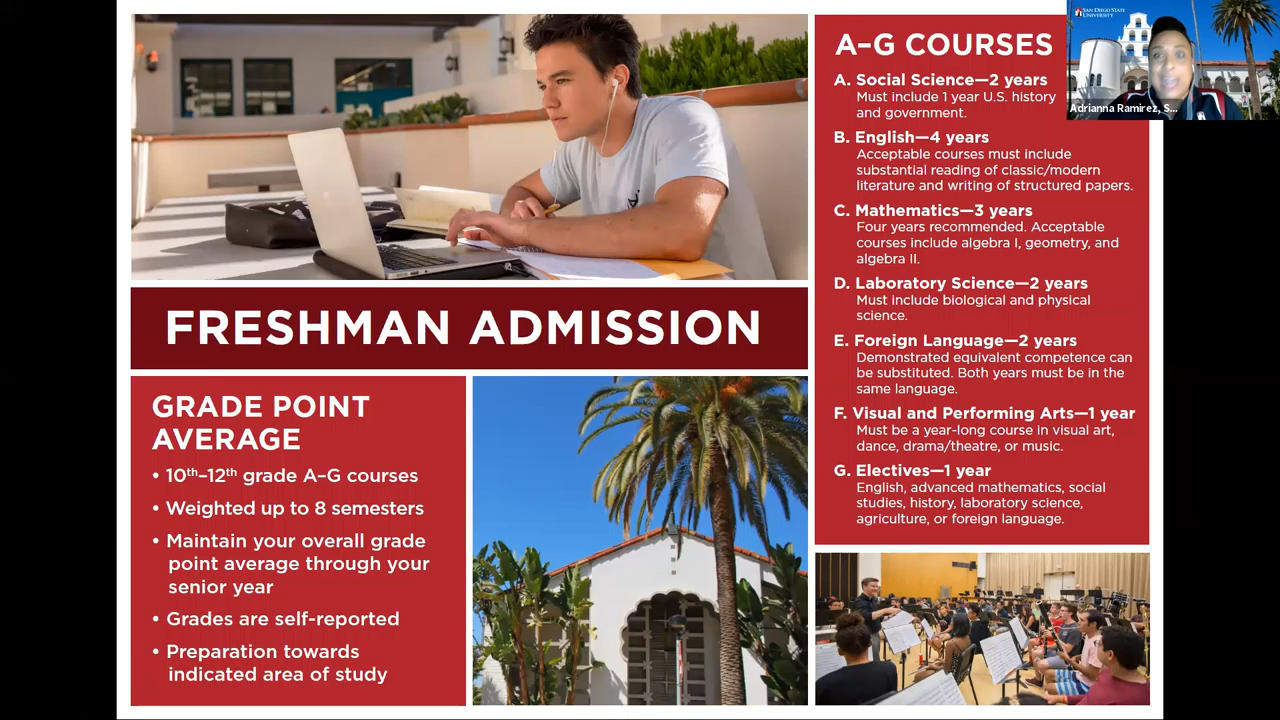 FRESHMAN ADMISSION
GRADE POINT
AVERAGE
• 10th–12th grade A–G courses
• Weighted up to 8 semesters
• Maintain your overall grade
point average through your
senior year
• Grades are self-reported
• Preparation towards
indicated area of study
A–G COURSES
A. Social Science—2 years
Must include 1 year U.S. history
and government.
B. English—4 years
Acceptable courses must include
substantial reading of classic/modern
literature and writing of structured papers.
C. Mathematics—3 years
Four years recommended. Acceptable
courses include algebra I, geometry, and
algebra II.
D. Laboratory Science—2 years
Must include biological and physical
science.
E. Foreign Language—2 years
Demonstrated equivalent competence can
be substituted. Both years must be in the
same language.
F. Visual and Performing Arts—1 year
Must be a year-long course in visual art,
dance, drama/theatre, or music.
G. Electives—1 year
English, advanced mathematics, social
studies, history, laboratory science,
agriculture, or foreign language.
SAN DIEGO STATE
UNIVERSITY
Adrianna Ramirez, S...